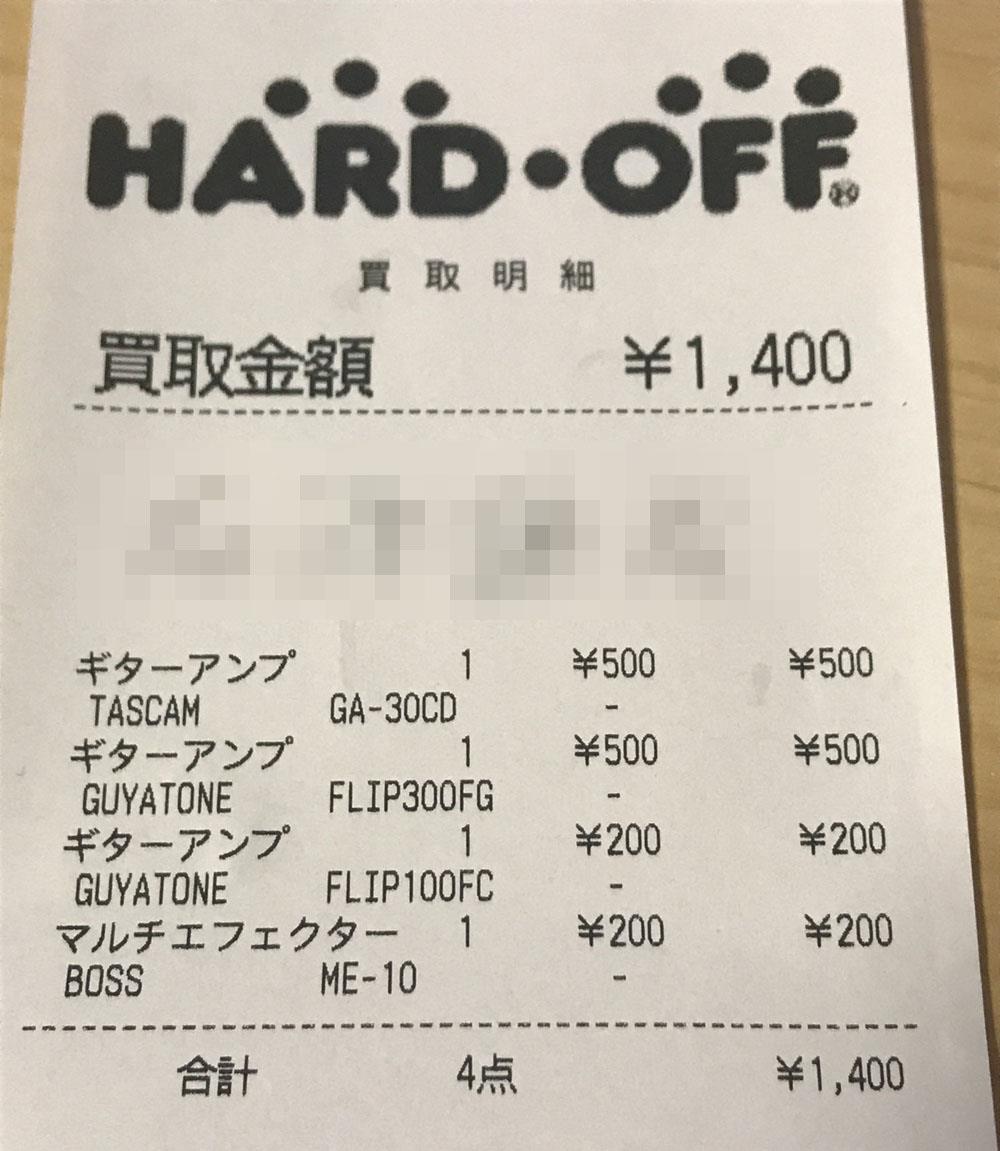 HARD・OFF®
買取明細
買取金額 ¥1,400
ギターアンプ 1 ¥500 ¥500
TASCAM GA-30CD -
ギターアンプ 1 ¥500 ¥500
GUYATONE FLIP300FG -
ギターアンプ 1 ¥200 ¥200
GUYATONE FLIP100FC -
マルチエフェクター 1 ¥200 ¥200
BOSS ME-10 -
合計 4点 ¥1,400